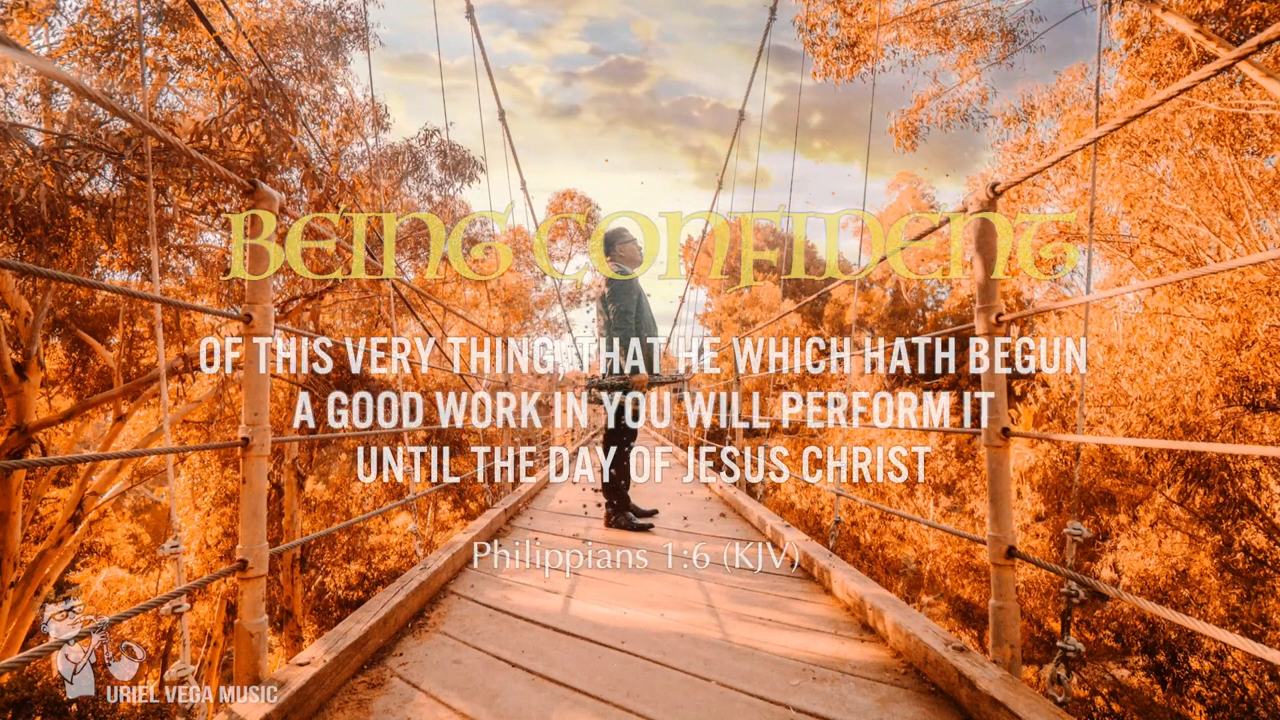 BEING CONFIDENT
OF THIS VERY THING, THAT HE WHICH HATH BEGUN
A GOOD WORK IN YOU WILL PERFORM IT
UNTIL THE DAY OF JESUS CHRIST
Philippians 1:6 (KJV)
URIEL VEGA MUSIC